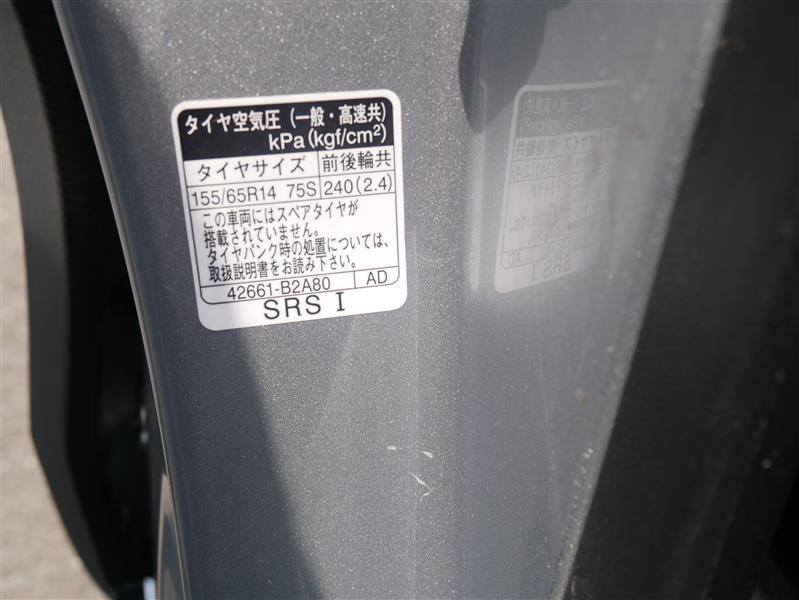 タイヤ空気圧（一般・高速共）
kPa(kgf/cm²)
タイヤサイズ 前後輪共
155/65R14 75S 240(2.4)
この車両にはスペアタイヤが
搭載されていません。
タイヤパンク時の処置については、
取扱説明書をお読み下さい。
42661-B2A80 AD
SRS I